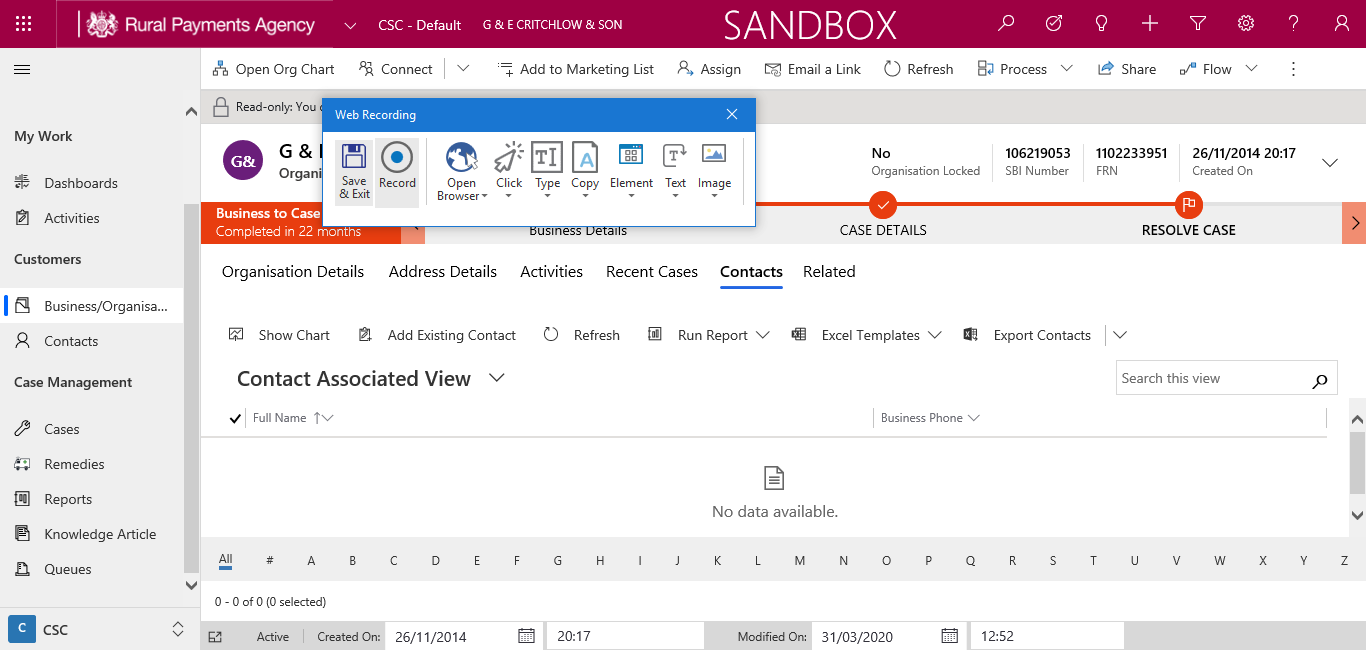 Rural Payments Agency
CSC - Default
G & E CRITCHLOW & SON
SANDBOX
Open Org Chart
Connect
Add to Marketing List
Assign
Email a Link
Refresh
Process
Share
Flow
Read-only: You
Web Recording
Save & Exit
Record
Open Browser
Click
Type
Copy
Element
Text
Image
My Work
Dashboards
Activities
Customers
Business/Organisa...
Contacts
Case Management
Cases
Remedies
Reports
Knowledge Article
Queues
C
CSC
G&
G &
Organi
No
Organisation Locked
106219053
SBI Number
1102233951
FRN
26/11/2014 20:17
Created On
Business to Case
Completed in 22 months
Business Details
CASE DETAILS
RESOLVE CASE
Organisation Details
Address Details
Activities
Recent Cases
Contacts
Related
Show Chart
Add Existing Contact
Refresh
Run Report
Excel Templates
Export Contacts
Contact Associated View
Search this view
Full Name
Business Phone
No data available.
All # A B C D E F G H I J K L M N O P Q R S T U V W X Y Z
0 - 0 of 0 (0 selected)
Active
Created On:
26/11/2014
20:17
Modified On:
31/03/2020
12:52